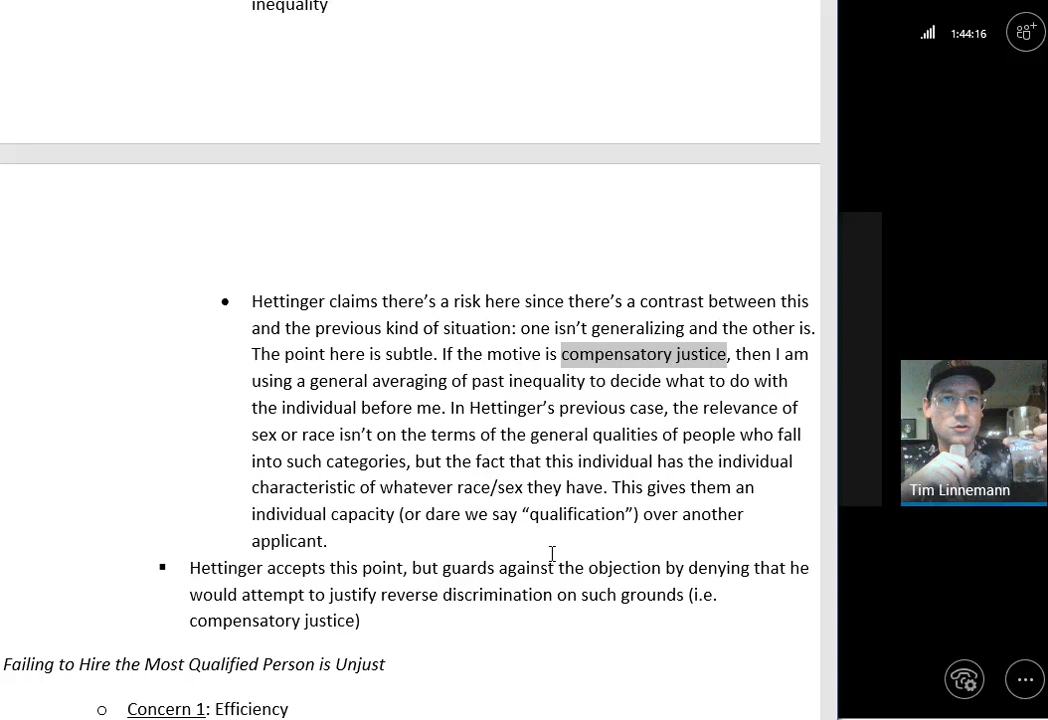 inequality
1:44:16
Hettinger claims there’s a risk here since there’s a contrast between this
and the previous kind of situation: one isn’t generalizing and the other is.
The point here is subtle. If the motive is compensatory justice, then I am
using a general averaging of past inequality to decide what to do with
the individual before me. In Hettinger’s previous case, the relevance of
sex or race isn’t on the terms of the general qualities of people who fall
into such categories, but the fact that this individual has the individual
characteristic of whatever race/sex they have. This gives them an
individual capacity (or dare we say “qualification”) over another
applicant.
Tim Linnemann
Hettinger accepts this point, but guards against the objection by denying that he
would attempt to justify reverse discrimination on such grounds (i.e.
compensatory justice)
Failing to Hire the Most Qualified Person is Unjust
o Concern 1: Efficiency